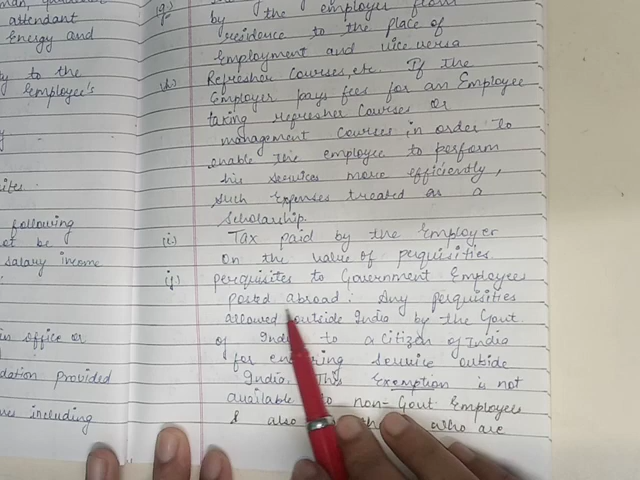 attendant
Energy and
to the
Employee's
following
not be
salary income
in office or
dation provided
including
by the employer from
residence to the place of
employment and vice versa
Refresher Courses, etc. If the
Employer pays fees for an Employee
taking refresher courses or
management courses in order to
enable the employee to perform
his services more efficiently,
such expenses treated as a
scholarship.
Tax paid by the Employer
on the value of perquisities.
perquisites to Government Employees
posted abroad: Any perquisities
allowed outside India by the Govt.
of India to a citizen of India
for service outside
India. This Exemption is not
available to non-Govt Employees
& also who are